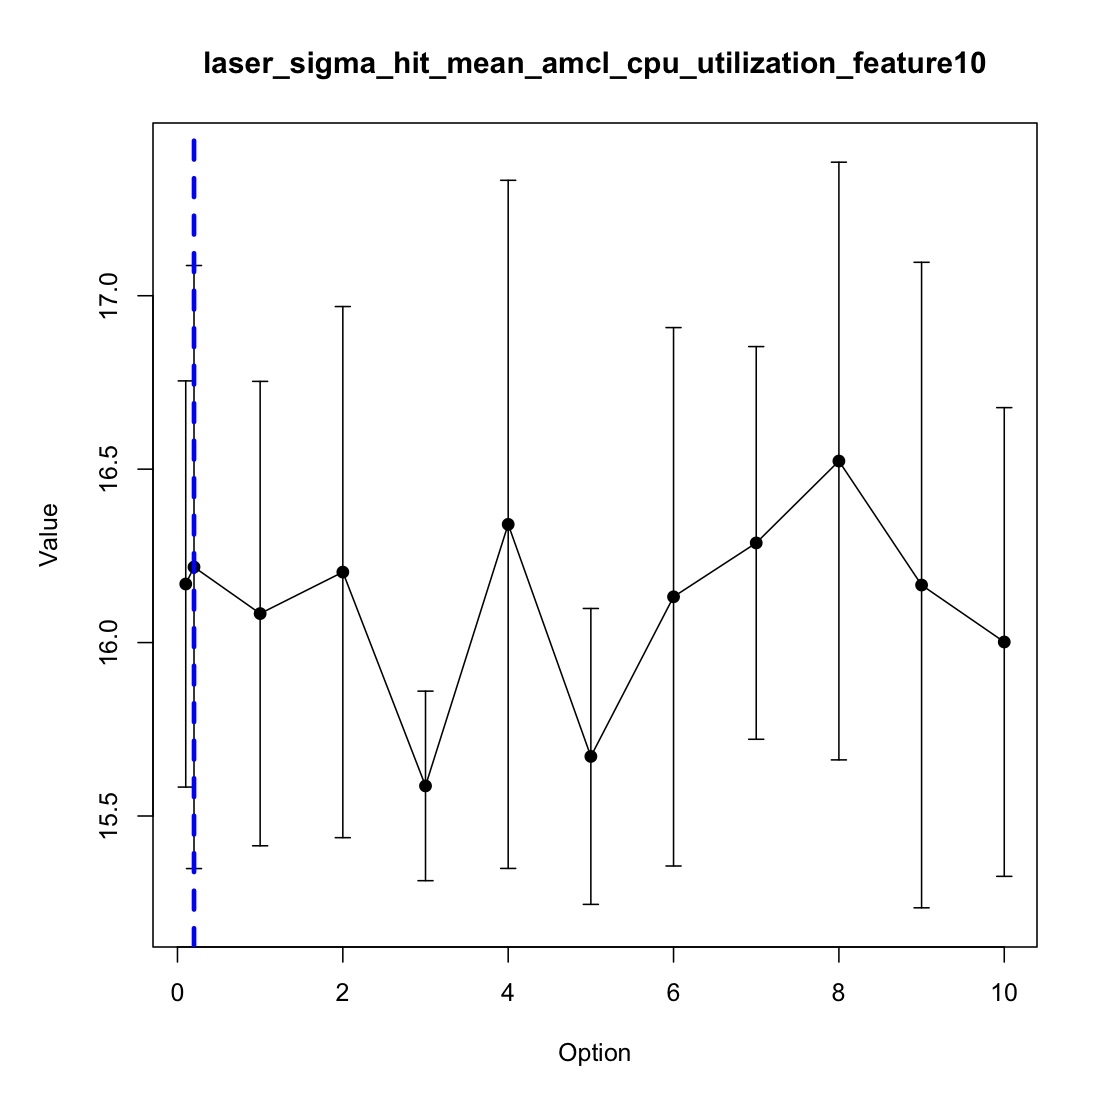 laser_sigma_hit_mean_amcl_cpu_utilization_feature10
Value
17.0
16.5
16.0
15.5
0 2 4 6 8 10
Option